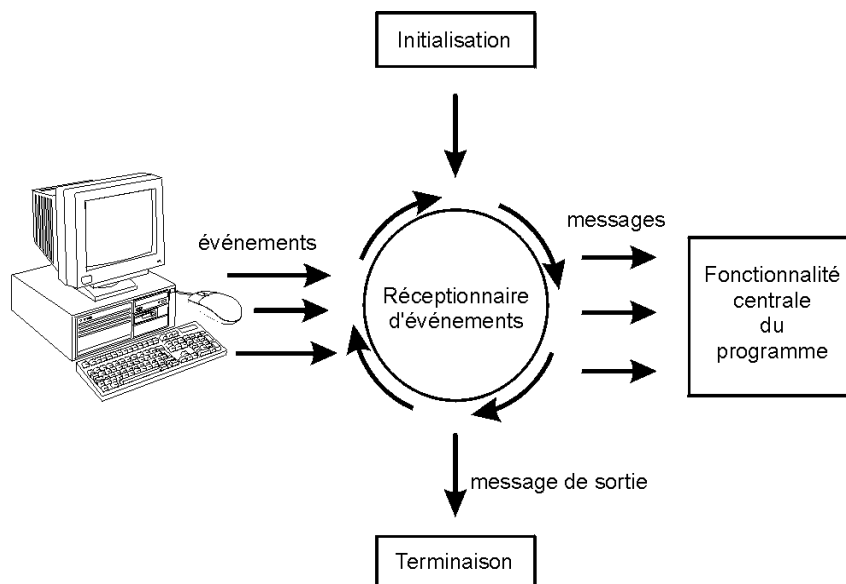 Initialisation
événements
messages
Réceptionnaire
d'événements
Fonctionnalité
centrale
du
programme
message de sortie
Terminaison